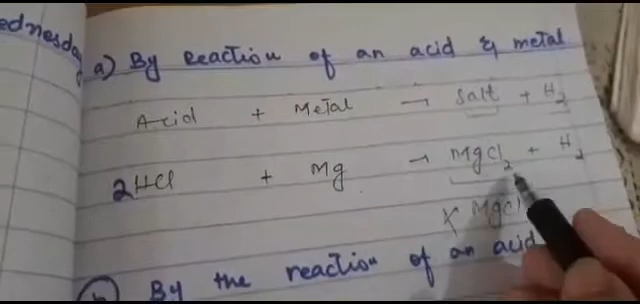 ednesday
a) By reaction of an acid & metal
Acid + Metal → Salt + H₂
2HCl + Mg → MgCl₂ + H₂
x MgCl
b) By the reaction of an acid